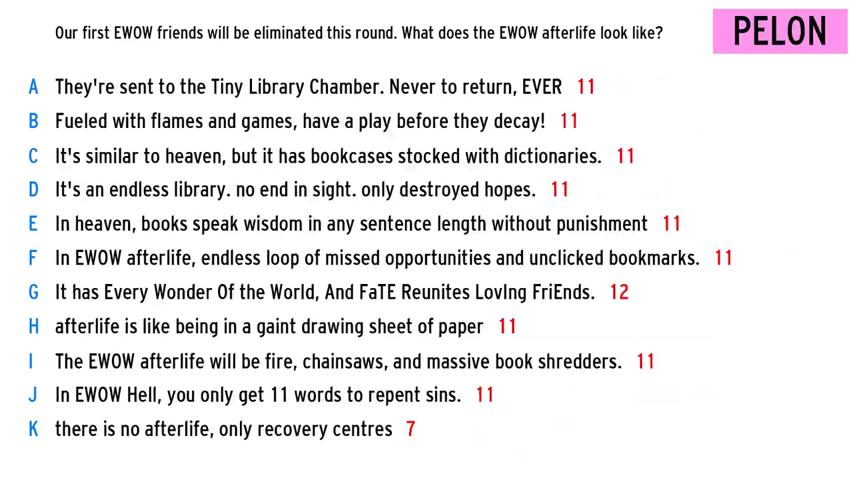 Our first EWOW friends will be eliminated this round. What does the EWOW afterlife look like?
PELON
A They're sent to the Tiny Library Chamber. Never to return, EVER 11
B Fueled with flames and games, have a play before they decay! 11
C It's similar to heaven, but it has bookcases stocked with dictionaries. 11
D It's an endless library. no end in sight. only destroyed hopes. 11
E In heaven, books speak wisdom in any sentence length without punishment 11
F In EWOW afterlife, endless loop of missed opportunities and unclicked bookmarks. 11
G It has Every Wonder Of the World, And FaTE Reunites LovIng FriEnds. 12
H afterlife is like being in a gaint drawing sheet of paper 11
I The EWOW afterlife will be fire, chainsaws, and massive book shredders. 11
J In EWOW Hell, you only get 11 words to repent sins. 11
K there is no afterlife, only recovery centres 7